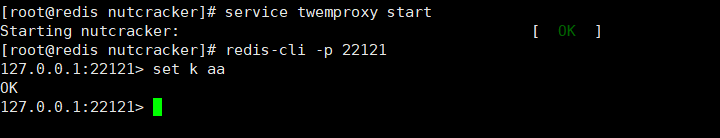 [root@redis nutcracker]# service twemproxy start
Starting nutcracker: [ OK ]
[root@redis nutcracker]# redis-cli -p 22121
127.0.0.1:22121> set k aa
OK
127.0.0.1:22121>